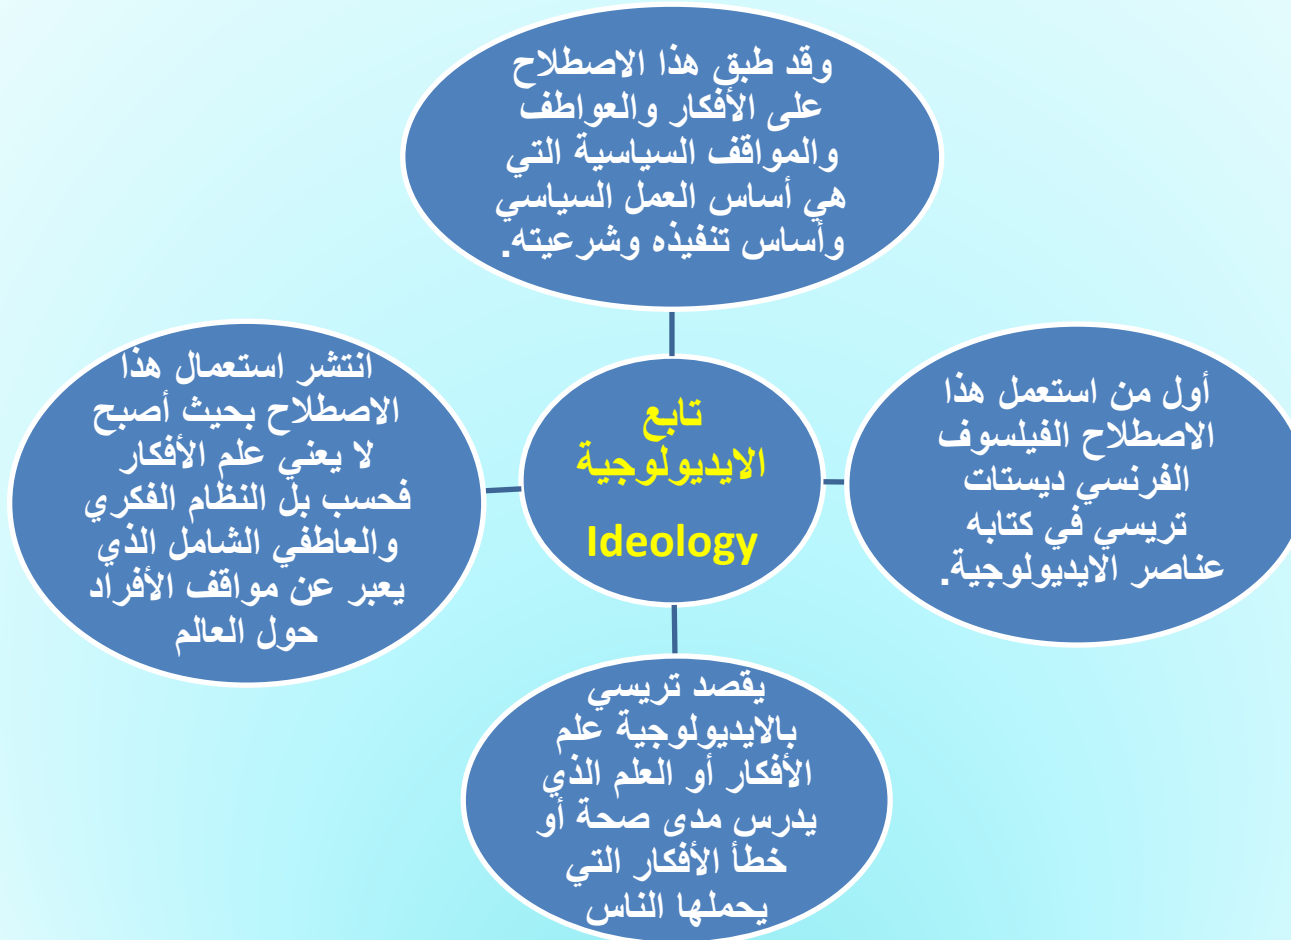 وقد طبق هذا الاصطلاح
على الأفكار والعواطف
والمواقف السياسية التي
هي أساس العمل السياسي
وأساس تنفيذه وشرعيته.
أول من استعمل هذا
الاصطلاح الفيلسوف
الفرنسي ديستات
تريسي في كتابه
عناصر الايديولوجية.
تابع
الايديولوجية
Ideology
انتشر استعمال هذا
الاصطلاح بحيث أصبح
لا يعني علم الأفكار
فحسب بل النظام الفكري
والعاطفي الشامل الذي
يعبر عن مواقف الأفراد
حول العالم
يقصد تريسي
بالايديولوجية علم
الأفكار أو العلم الذي
يدرس مدى صحة أو
خطأ الأفكار التي
يحملها الناس